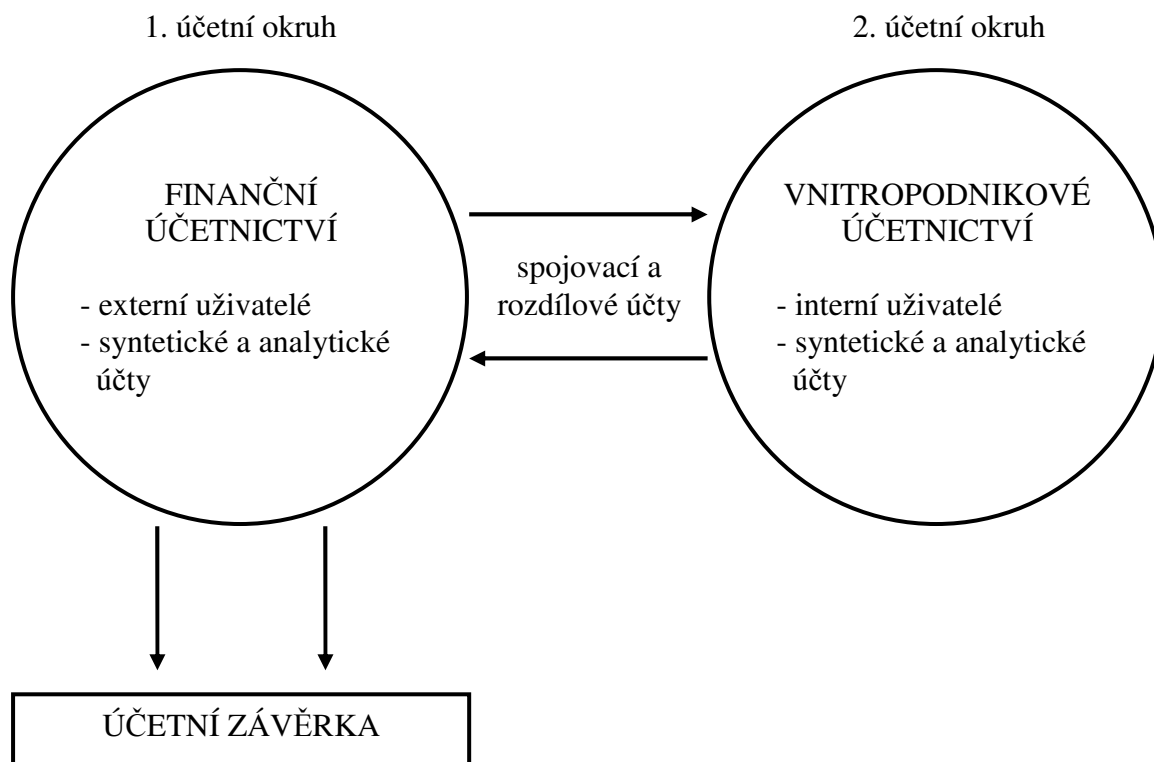 1. účetní okruh
2. účetní okruh
FINANČNÍ
ÚČETNICTVÍ
- externí uživatelé
- syntetické a analytické
účty
spojovací a
rozdílové účty
VNITROPODNIKOVÉ
ÚČETNICTVÍ
- interní uživatelé
- syntetické a analytické
účty
ÚČETNÍ ZÁVĚRKA